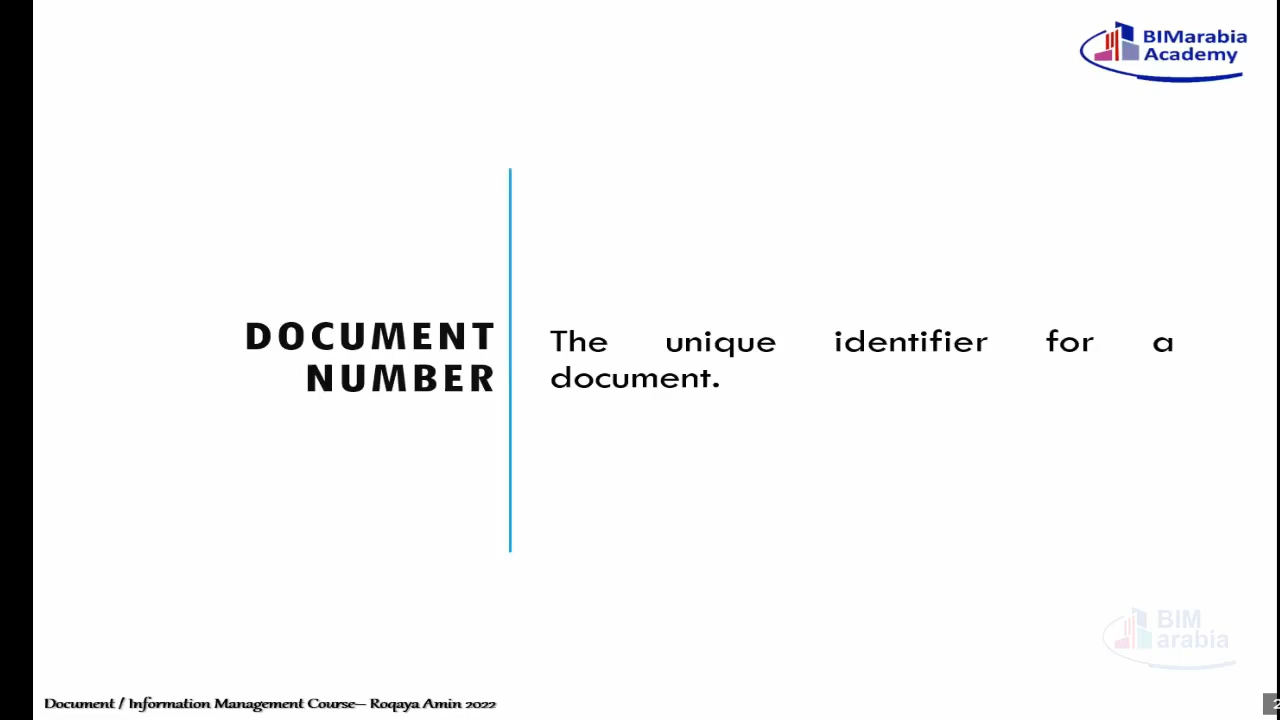 BIMarabia
Academy
DOCUMENT
NUMBER
The unique identifier for a
document.
BIM
arabia
Document / Information Management Course– Roqaya Amin 2022